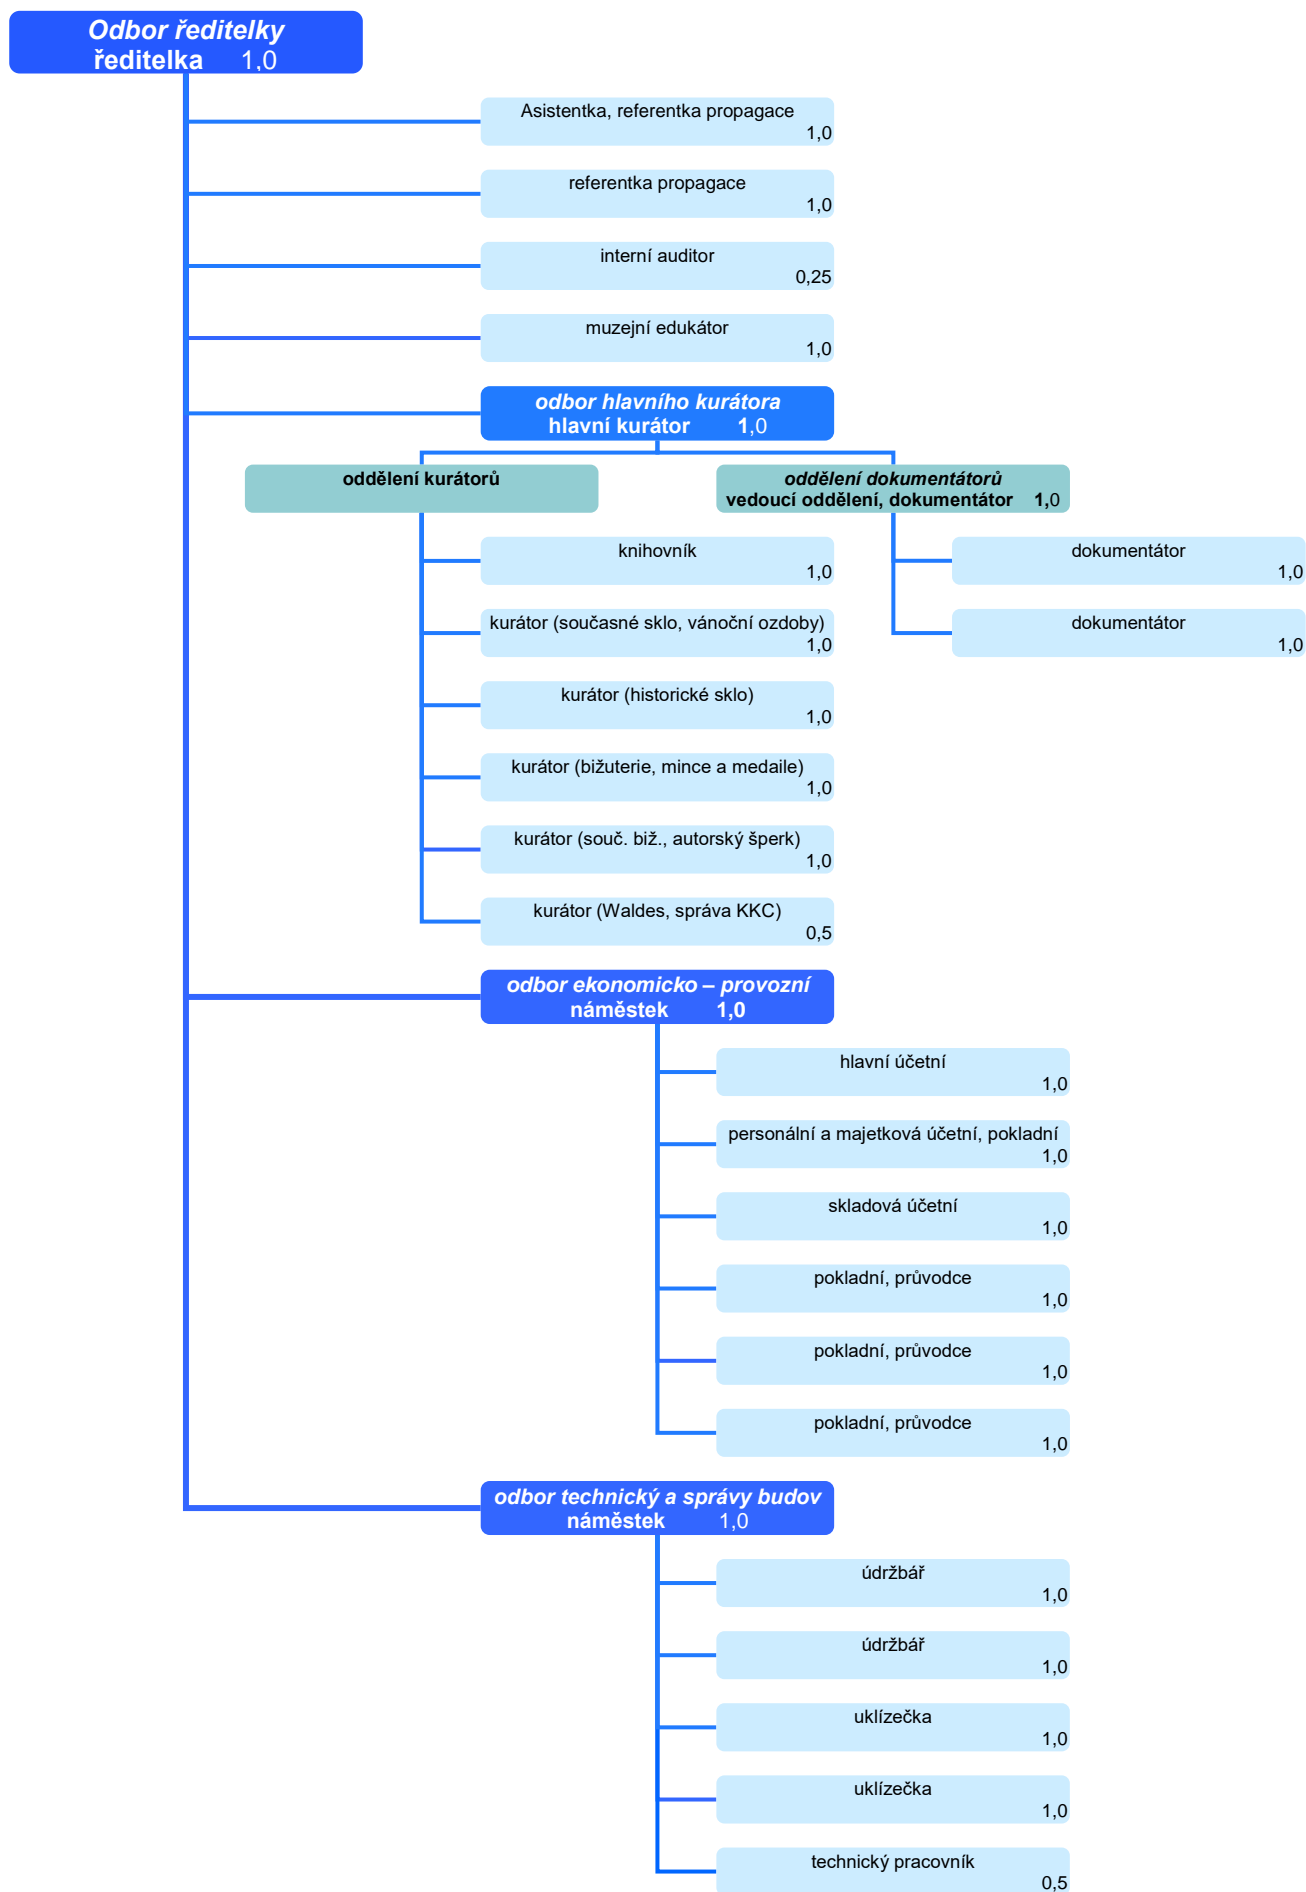 Odbor ředitelky
ředitelka 1,0
Asistentka, referentka propagace
1,0
referentka propagace
1,0
interní auditor
0,25
muzejní edukátor
1,0
odbor hlavního kurátora
hlavní kurátor 1,0
oddělení kurátorů
oddělení dokumentátorů
vedoucí oddělení, dokumentátor 1,0
knihovník
1,0
dokumentátor
1,0
kurátor (současné sklo, vánoční ozdoby)
1,0
dokumentátor
1,0
kurátor (historické sklo)
1,0
kurátor (bižuterie, mince a medaile)
1,0
kurátor (souč. biž., autorský šperk)
1,0
kurátor (Waldes, správa KKC)
0,5
odbor ekonomicko – provozní
náměstek 1,0
hlavní účetní
1,0
personální a majetková účetní, pokladní
1,0
skladová účetní
1,0
pokladní, průvodce
1,0
pokladní, průvodce
1,0
pokladní, průvodce
1,0
odbor technický a správy budov
náměstek 1,0
údržbář
1,0
údržbář
1,0
uklízečka
1,0
uklízečka
1,0
technický pracovník
0,5